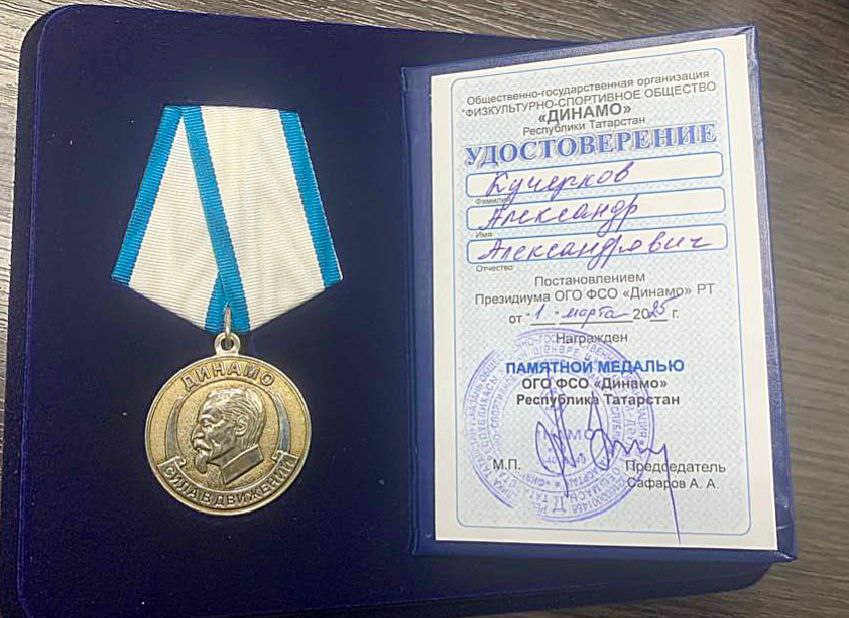 ДИНАМО
СИЛА В ДВИЖЕНИИ
Общественно-государственная организация
"ФИЗКУЛЬТУРНО-СПОРТИВНОЕ ОБЩЕСТВО
«ДИНАМО»
Республики Татарстан
УДОСТОВЕРЕНИЕ
Кучерков
Фамилия
Александр
Имя
Александрович
Отчество
Постановлением
Президиума ОГО ФСО «Динамо» РТ
от "1" марта 2025 г.
Награжден
ПАМЯТНОЙ МЕДАЛЬЮ
ОГО ФСО «Динамо»
Республики Татарстан
М.П.
Председатель
Сафаров А. А.